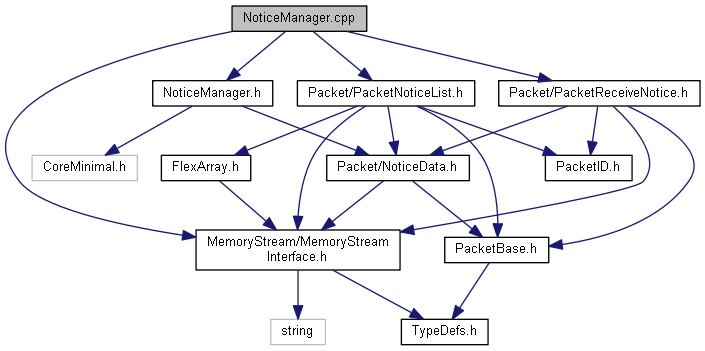 NoticeManager.cpp
NoticeManager.h
Packet/PacketNoticeList.h
Packet/PacketReceiveNotice.h
CoreMinimal.h
FlexArray.h
Packet/NoticeData.h
PacketID.h
MemoryStream/MemoryStream
Interface.h
PacketBase.h
string
TypeDefs.h